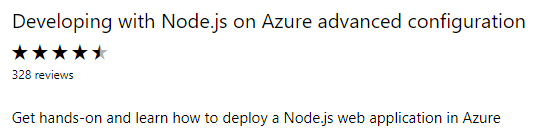 Developing with Node.js on Azure advanced configuration
328 reviews
Get hands-on and learn how to deploy a Node.js web application in Azure